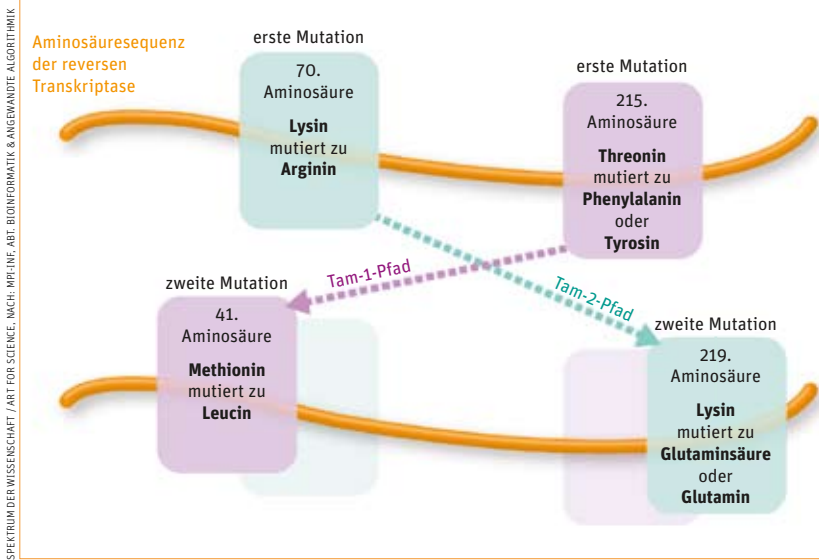 SPEKTRUM DER WISSENSCHAFT / ART FOR SCIENCE, NACH: MPI-INF, ABT. BIOINFORMATIK & ANGEWANDTE ALGORITHMIK
Aminosäuresequenz
der reversen
Transkriptase
erste Mutation
70.
Aminosäure
Lysin
mutiert zu
Arginin
erste Mutation
215.
Aminosäure
Threonin
mutiert zu
Phenylalanin
oder
Tyrosin
Tam-1-Pfad
Tam-2-Pfad
zweite Mutation
41.
Aminosäure
Methionin
mutiert zu
Leucin
zweite Mutation
219.
Aminosäure
Lysin
mutiert zu
Glutaminsäure
oder
Glutamin